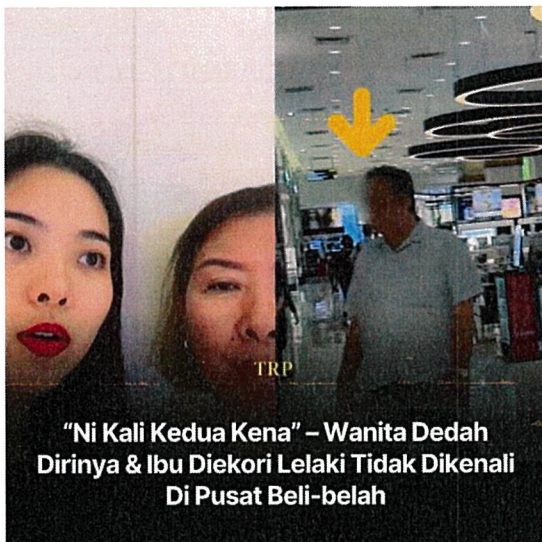 TRP
“Ni Kali Kedua Kena” – Wanita Dedah
Dirinya & Ibu Diekori Lelaki Tidak Dikenali
Di Pusat Beli-belah